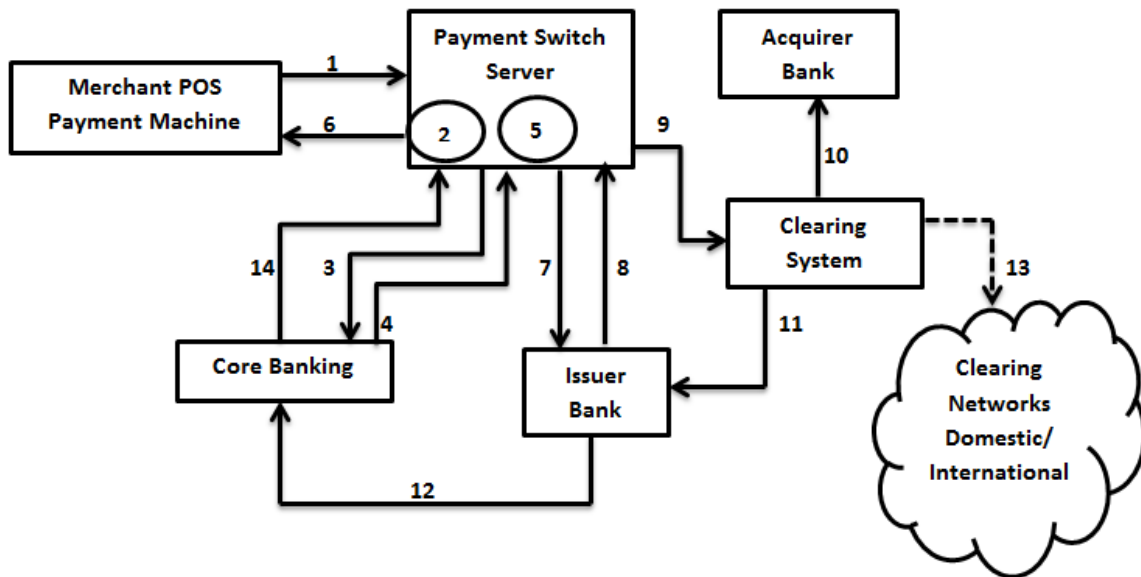 Payment Switch
Server
Acquirer
Bank
Merchant POS
Payment Machine
1
6
2
5
9
10
Clearing
System
14
3
4
7
8
11
13
Core Banking
Issuer
Bank
12
Clearing
Networks
Domestic/
International